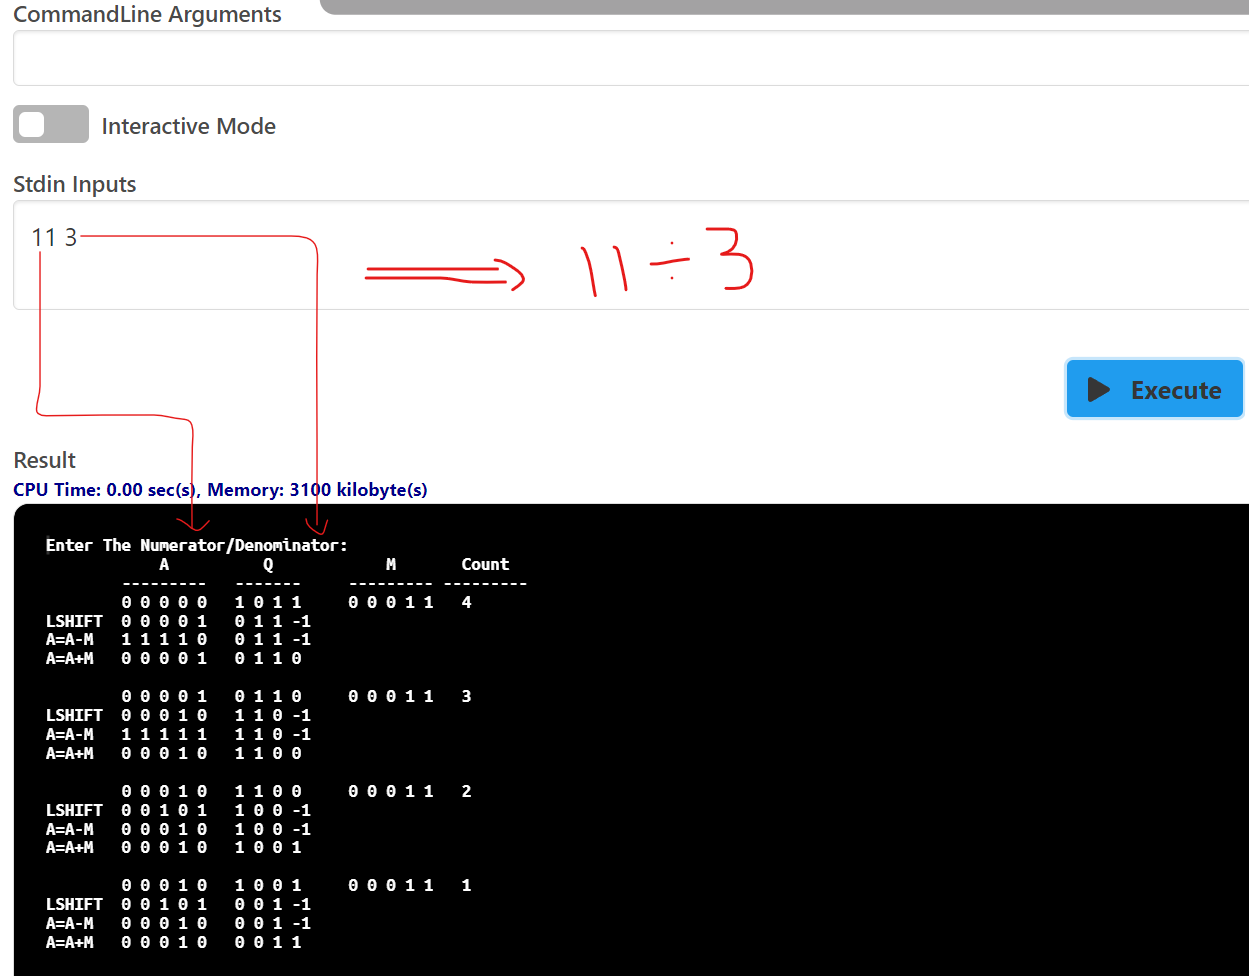 CommandLine Arguments
Interactive Mode
Stdin Inputs
11 3
11 ÷ 3
Execute
Result
CPU Time: 0.00 sec(s), Memory: 3100 kilobyte(s)
Enter The Numerator/Denominator:
A Q M Count
--------- ------- --------- ---------
0 0 0 0 0 1 0 1 1 0 0 0 1 1 4
LSHIFT 0 0 0 0 1 0 1 1 -1
A=A-M 1 1 1 1 0 0 1 1 -1
A=A+M 0 0 0 0 1 0 1 1 0
0 0 0 0 1 0 1 1 0 0 0 0 1 1 3
LSHIFT 0 0 0 1 0 1 1 0 -1
A=A-M 1 1 1 1 1 1 1 0 -1
A=A+M 0 0 0 1 0 1 1 0 0
0 0 0 1 0 1 1 0 0 0 0 0 1 1 2
LSHIFT 0 0 1 0 1 1 0 0 -1
A=A-M 0 0 0 1 0 1 0 0 -1
A=A+M 0 0 0 1 0 1 0 0 1
0 0 0 1 0 1 0 0 1 0 0 0 1 1 1
LSHIFT 0 0 1 0 1 0 0 1 -1
A=A-M 0 0 0 1 0 0 0 1 -1
A=A+M 0 0 0 1 0 0 0 1 1